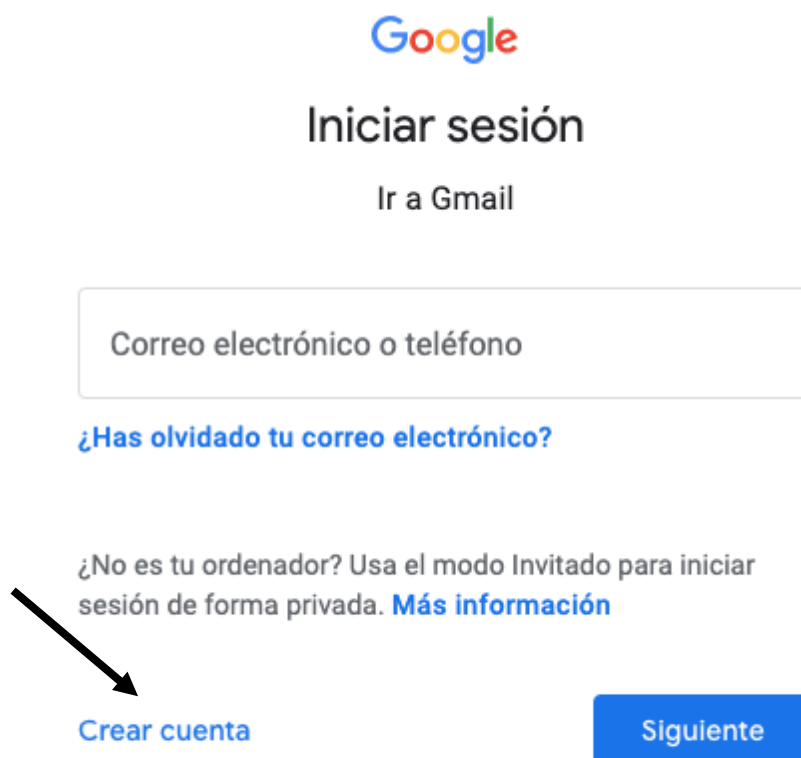 Google
Iniciar sesión
Ir a Gmail
Correo electrónico o teléfono
¿Has olvidado tu correo electrónico?
¿No es tu ordenador? Usa el modo Invitado para iniciar
sesión de forma privada. Más información
Crear cuenta Siguiente